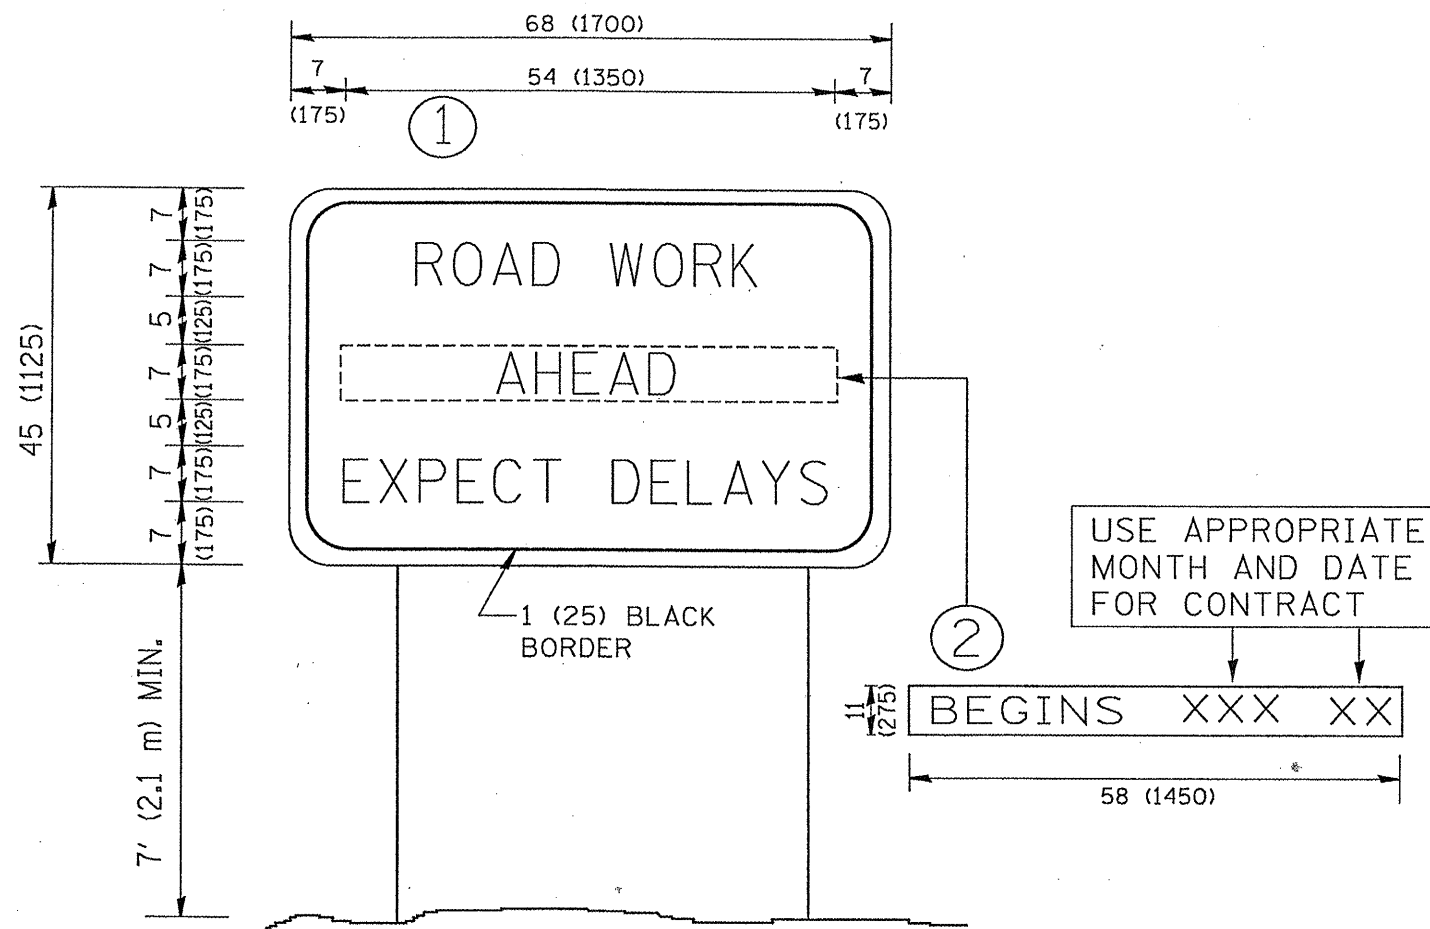 68 (1700)
7 54 (1350) 7
(175) (175)
1
45 (1125)
7 (175)
7 (175)
5 (125)
7 (175)
5 (125)
7 (175)
7 (175)
7' (2.1 m) MIN.
ROAD WORK
AHEAD
EXPECT DELAYS
1 (25) BLACK
BORDER
USE APPROPRIATE
MONTH AND DATE
FOR CONTRACT
2
11
(275)
BEGINS XXX XX
58 (1450)